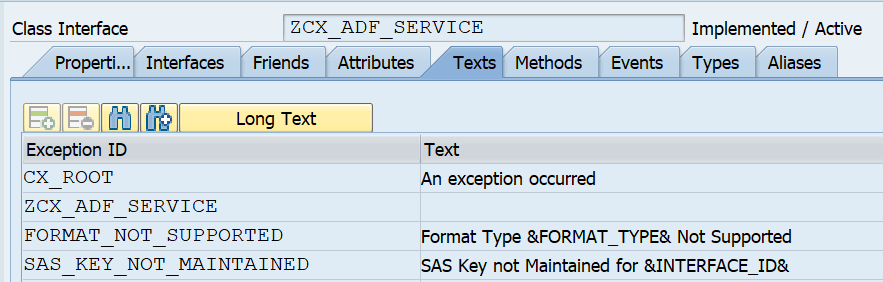 Class Interface ZCX_ADF_SERVICE Implemented / Active
Properti... Interfaces Friends Attributes Texts Methods Events Types Aliases
Long Text
Exception ID Text
CX_ROOT An exception occurred
ZCX_ADF_SERVICE
FORMAT_NOT_SUPPORTED Format Type &FORMAT_TYPE& Not Supported
SAS_KEY_NOT_MAINTAINED SAS Key not Maintained for &INTERFACE_ID&